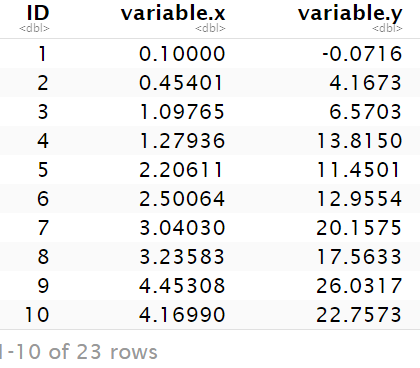 ID variable.x variable.y
<dbl> <dbl> <dbl>
1 0.10000 -0.0716
2 0.45401 4.1673
3 1.09765 6.5703
4 1.27936 13.8150
5 2.20611 11.4501
6 2.50064 12.9554
7 3.04030 20.1575
8 3.23583 17.5633
9 4.45308 26.0317
10 4.16990 22.7573
1-10 of 23 rows